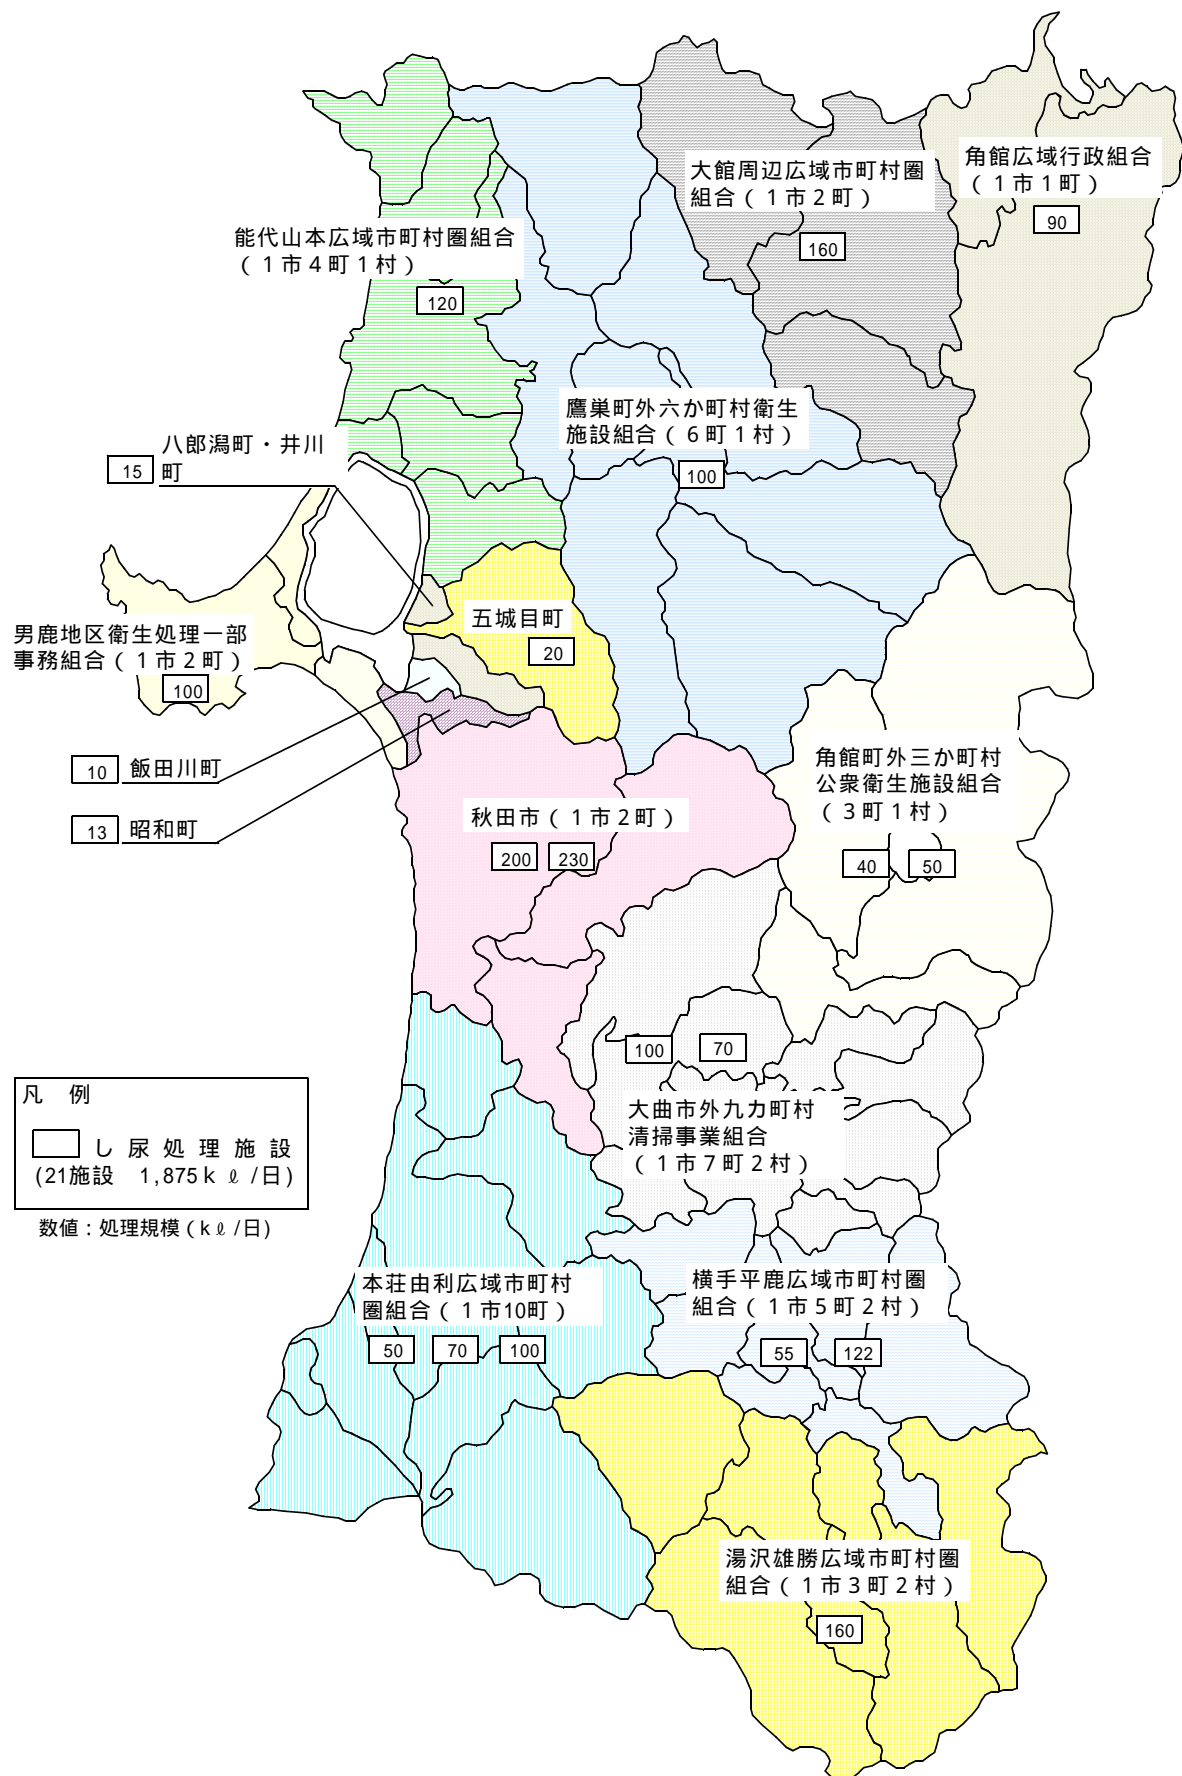 大館周辺広域市町村圏
組合（１市２町）
160
角館広域行政組合
（１市１町）
90
能代山本広域市町村圏組合
（１市４町１村）
120
鷹巣町外六か町村衛生
施設組合（６町１村）
100
八郎潟町・井川
町
15
五城目町
20
男鹿地区衛生処理一部
事務組合（１市２町）
100
10 飯田川町
13 昭和町
角館町外三か町村
公衆衛生施設組合
（３町１村）
40 50
秋田市（１市２町）
200 230
100 70
大曲市外九カ町村
清掃事業組合
（１市７町２村）
凡 例
し尿処理施設
(21施設 1,875ｋℓ/日)
数値：処理規模（ｋℓ/日)
本荘由利広域市町村
圏組合（１市10町）
50 70 100
横手平鹿広域市町村圏
組合（１市５町２村）
55 122
湯沢雄勝広域市町村圏
組合（１市３町２村）
160